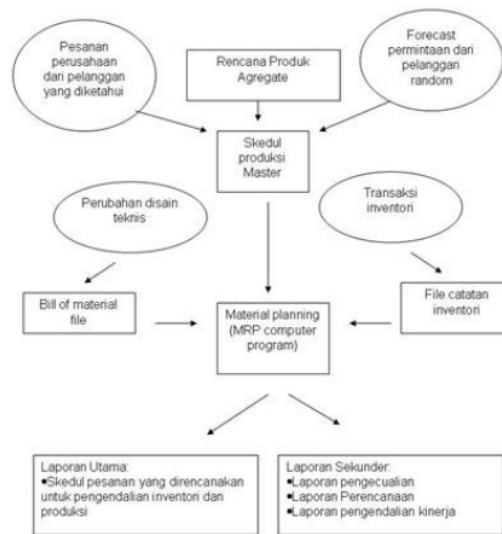 Pesanan
perusahaan
dari pelanggan
yang diketahui
Rencana Produk
Agregate
Forecast
permintaan dari
pelanggan
random
Skedul
produksi
Master
Perubahan disain
teknis
Transaksi
inventori
Bill of material
file
Material planning
(MRP computer
program)
File catatan
inventori
Laporan Utama:
•Skedul pesanan yang direncanakan
untuk pengendalian inventori dan
produksi
Laporan Sekunder:
•Laporan pengecualian
•Laporan Perencanaan
•Laporan pengendalian kinerja